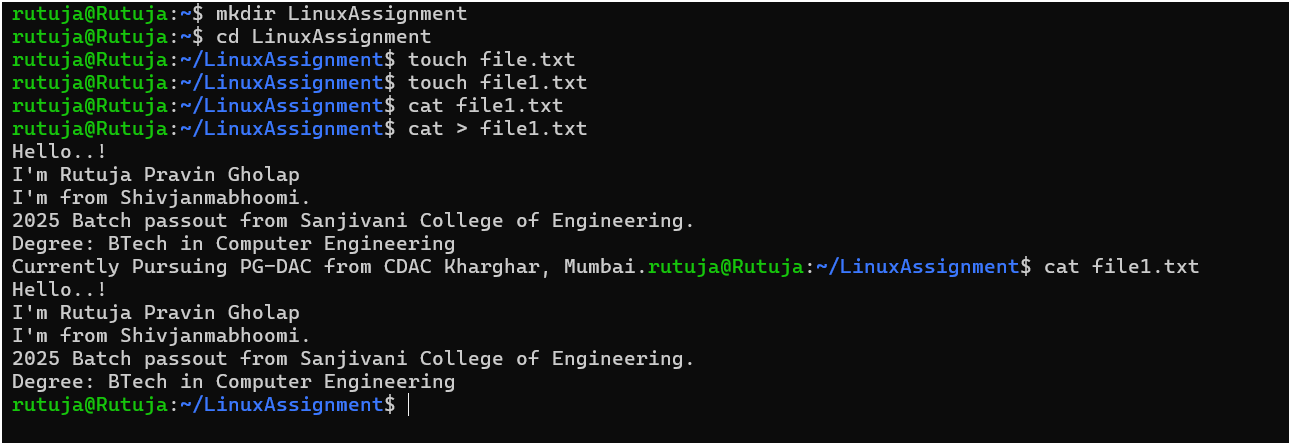 rutuja@Rutuja:~$ mkdir LinuxAssignment
rutuja@Rutuja:~$ cd LinuxAssignment
rutuja@Rutuja:~/LinuxAssignment$ touch file.txt
rutuja@Rutuja:~/LinuxAssignment$ touch file1.txt
rutuja@Rutuja:~/LinuxAssignment$ cat file1.txt
rutuja@Rutuja:~/LinuxAssignment$ cat > file1.txt
Hello..!
I'm Rutuja Pravin Gholap
I'm from Shivjanmabhoomi.
2025 Batch passout from Sanjivani College of Engineering.
Degree: BTech in Computer Engineering
Currently Pursuing PG-DAC from CDAC Kharghar, Mumbai.rutuja@Rutuja:~/LinuxAssignment$ cat file1.txt
Hello..!
I'm Rutuja Pravin Gholap
I'm from Shivjanmabhoomi.
2025 Batch passout from Sanjivani College of Engineering.
Degree: BTech in Computer Engineering
rutuja@Rutuja:~/LinuxAssignment$